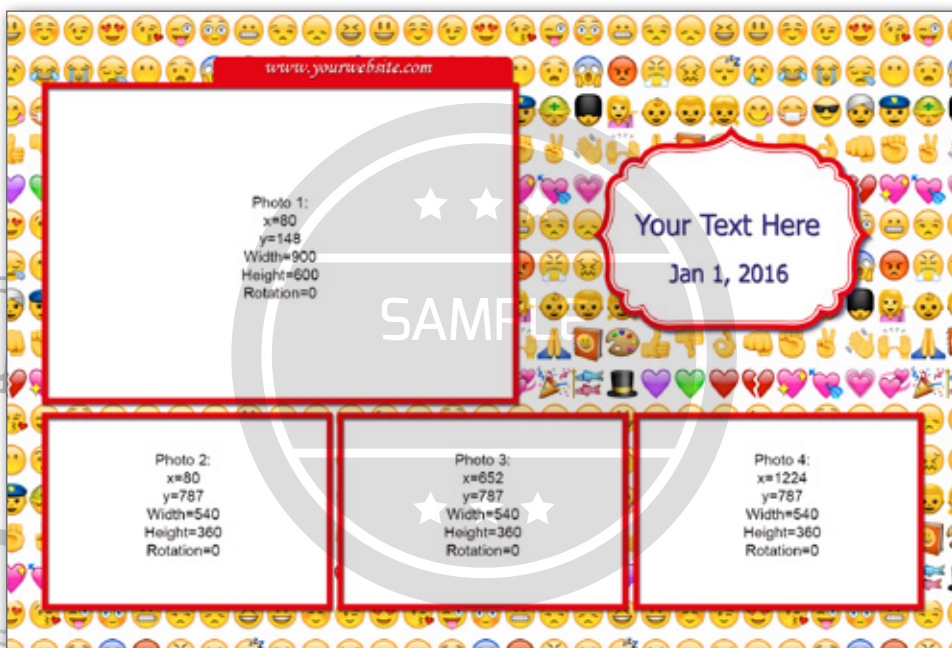 www.yourwebsite.com
Photo 1:
x=80
y=148
Width=900
Height=600
Rotation=0
Your Text Here
Jan 1, 2016
SAMPLE
Photo 2:
x=80
y=787
Width=540
Height=360
Rotation=0
Photo 3:
x=652
y=787
Width=540
Height=360
Rotation=0
Photo 4:
x=1224
y=787
Width=540
Height=360
Rotation=0